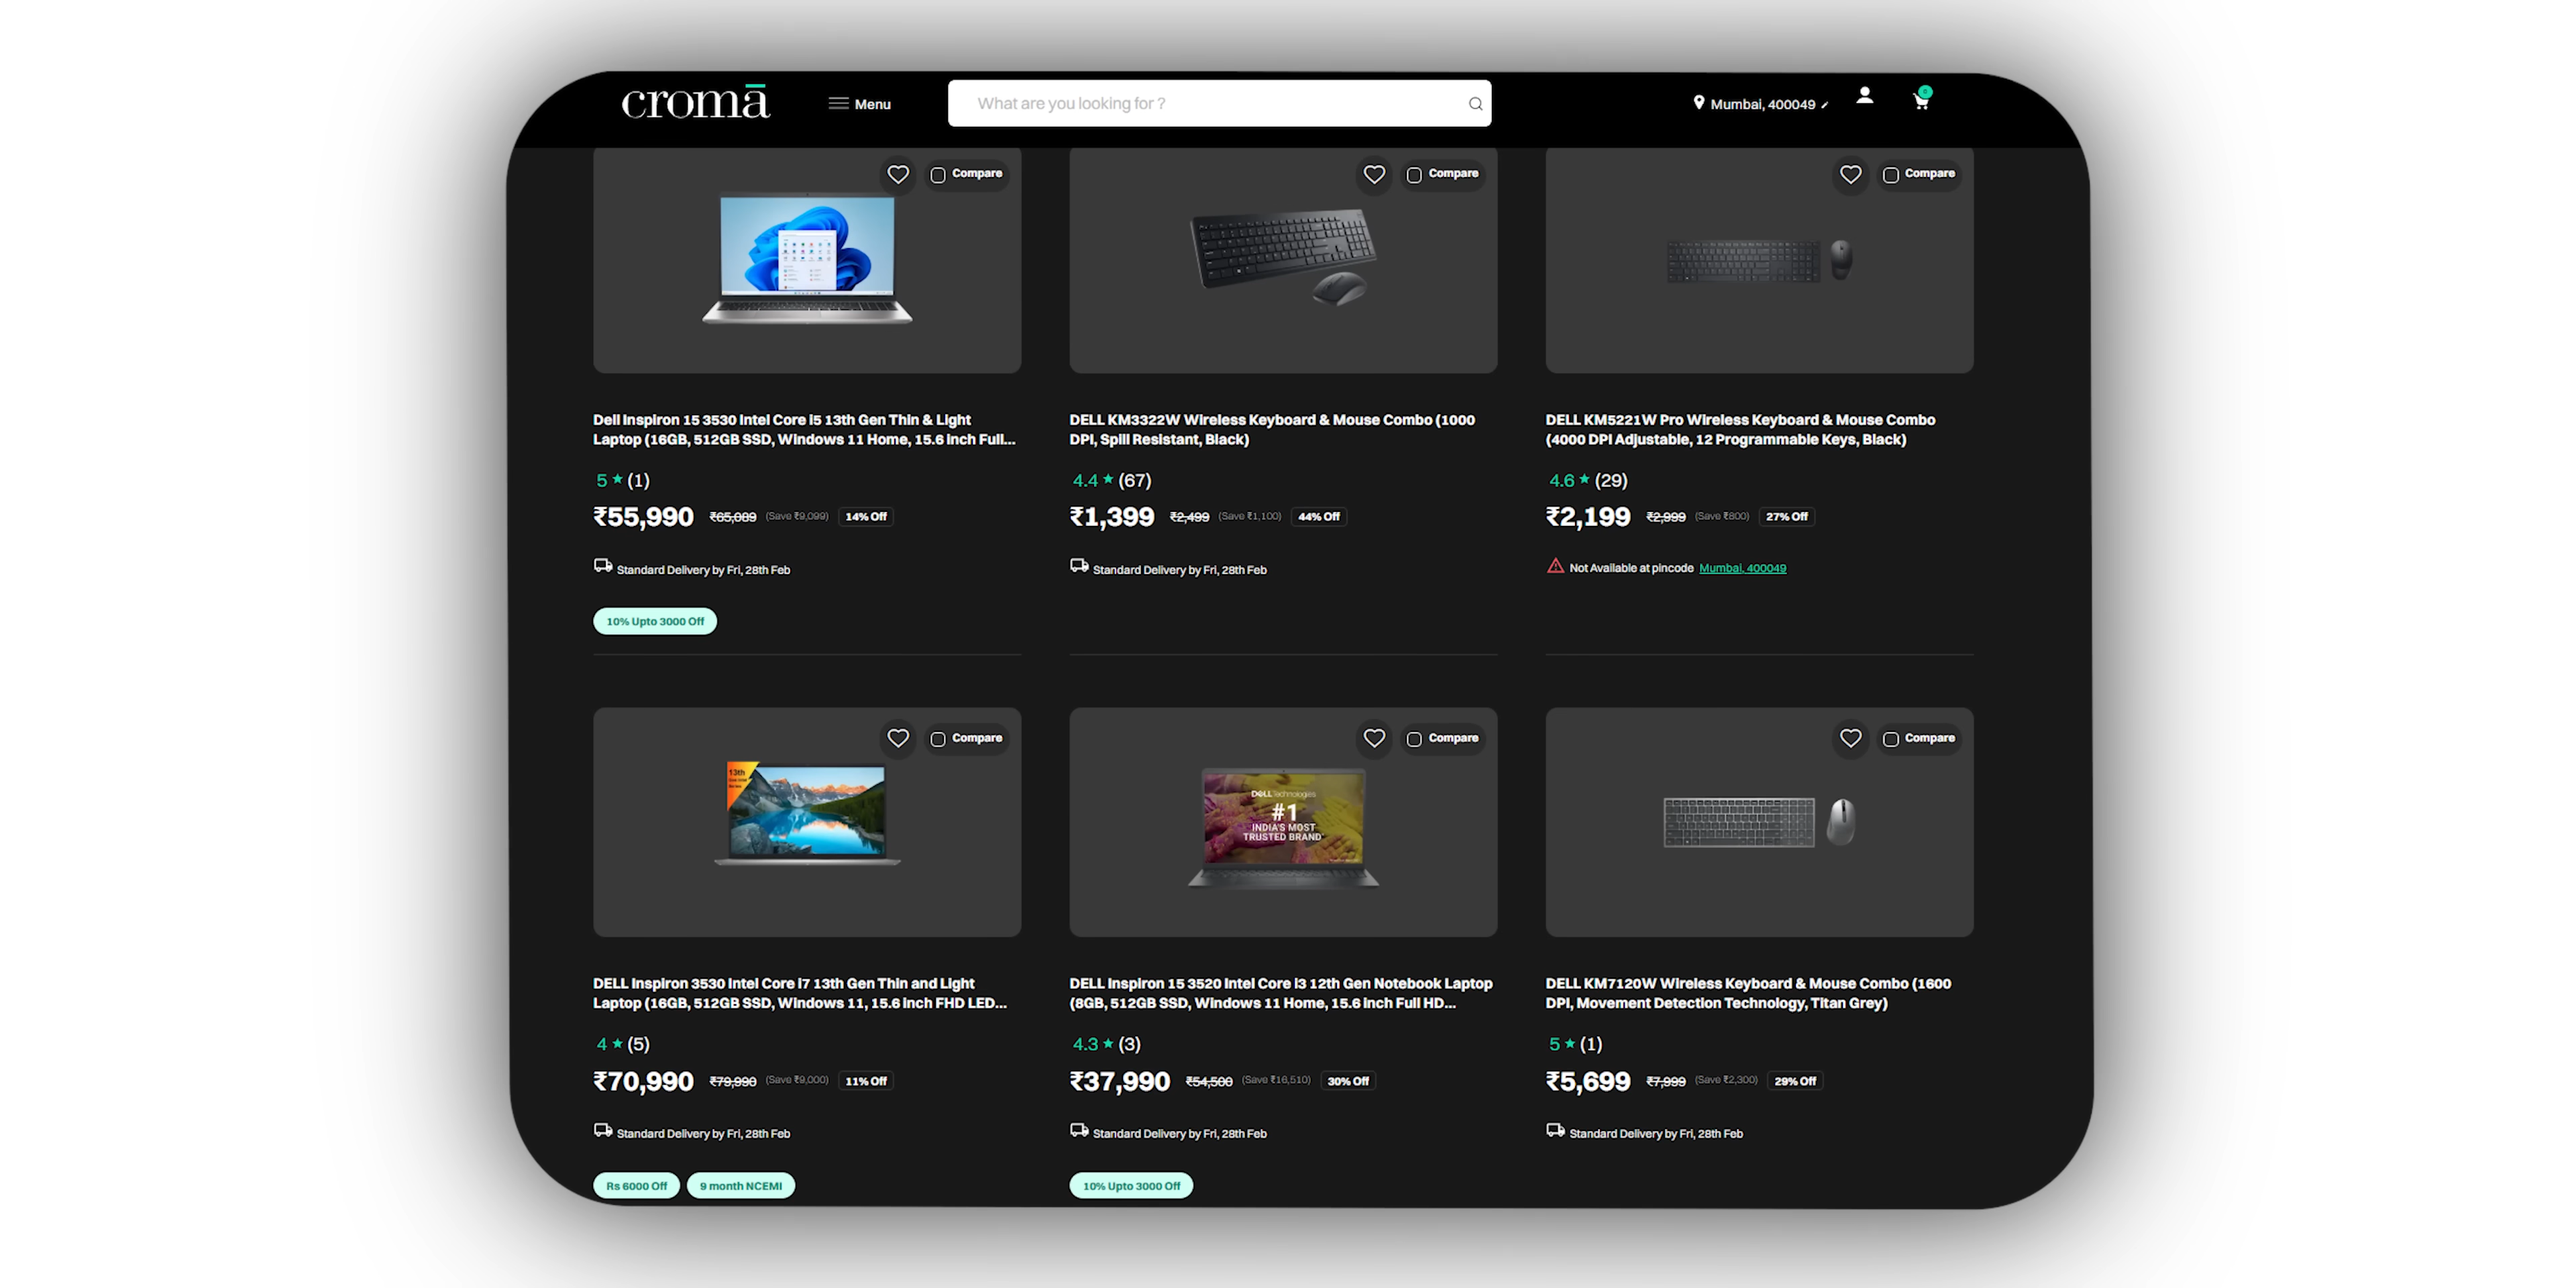 cromā
Menu
What are you looking for ?
Mumbai, 400049
0
Compare
Compare
Compare
Dell Inspiron 15 3530 Intel Core i5 13th Gen Thin & Light
Laptop (16GB, 512GB SSD, Windows 11 Home, 15.6 Inch Full...
5 ★ (1)
₹55,990 ₹65,089 (Save ₹9,099) 14% Off
Standard Delivery by Fri, 28th Feb
10% Upto 3000 Off
DELL KM3322W Wireless Keyboard & Mouse Combo (1000
DPI, Spill Resistant, Black)
4.4 ★ (67)
₹1,399 ₹2,499 (Save ₹1,100) 44% Off
Standard Delivery by Fri, 28th Feb
DELL KM5221W Pro Wireless Keyboard & Mouse Combo
(4000 DPI Adjustable, 12 Programmable Keys, Black)
4.6 ★ (29)
₹2,199 ₹2,999 (Save ₹800) 27% Off
Not Available at pincode Mumbai, 400049
Compare
13th
Compare
DELL Technologies
#1
INDIA'S MOST
TRUSTED BRAND
Compare
DELL Inspiron 3530 Intel Core i7 13th Gen Thin and Light
Laptop (16GB, 512GB SSD, Windows 11, 15.6 Inch FHD LED...
4 ★ (5)
₹70,990 ₹79,990 (Save ₹9,000) 11% Off
Standard Delivery by Fri, 28th Feb
Rs 6000 Off
9 month NCEMI
DELL Inspiron 15 3520 Intel Core i3 12th Gen Notebook Laptop
(8GB, 512GB SSD, Windows 11 Home, 15.6 Inch Full HD...
4.3 ★ (3)
₹37,990 ₹54,500 (Save ₹16,510) 30% Off
Standard Delivery by Fri, 28th Feb
10% Upto 3000 Off
DELL KM7120W Wireless Keyboard & Mouse Combo (1600
DPI, Movement Detection Technology, Titan Grey)
5 ★ (1)
₹5,699 ₹7,999 (Save ₹2,300) 29% Off
Standard Delivery by Fri, 28th Feb